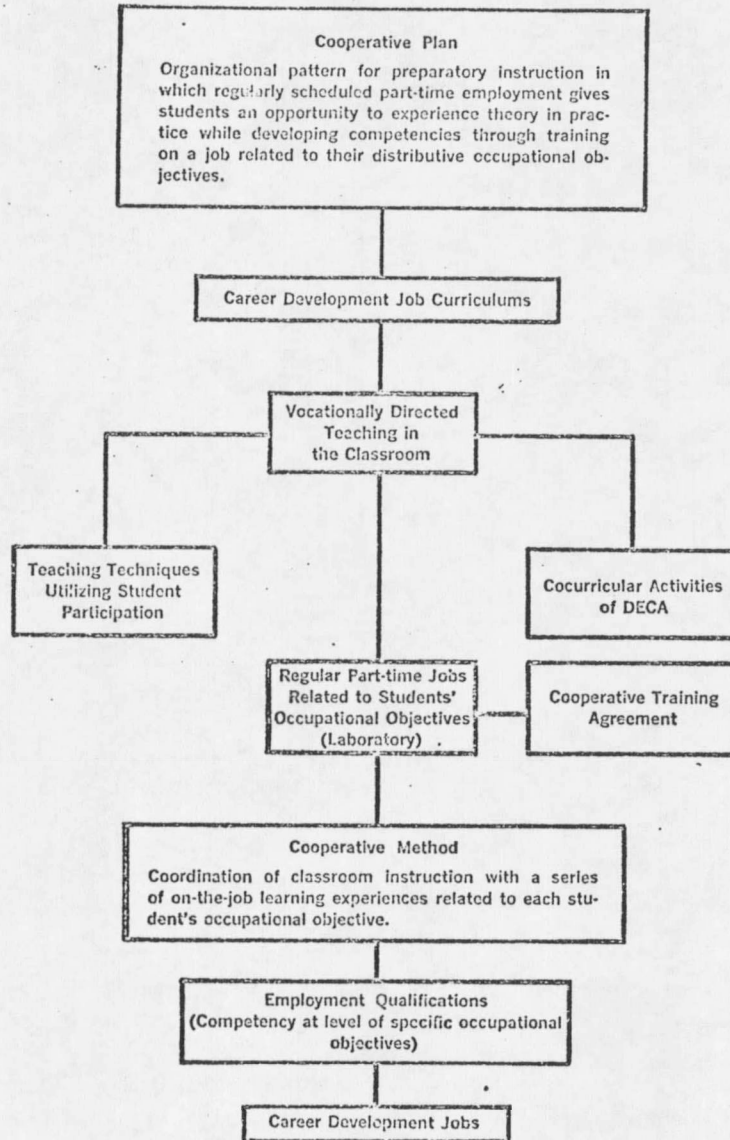 Cooperative Plan
Organizational pattern for preparatory instruction in
which regularly scheduled part-time employment gives
students an opportunity to experience theory in prac-
tice while developing competencies through training
on a job related to their distributive occupational ob-
jectives.
Career Development Job Curriculums
Vocationally Directed
Teaching in
the Classroom
Teaching Techniques
Utilizing Student
Participation
Cocurricular Activities
of DECA
Regular Part-time Jobs
Related to Students'
Occupational Objectives
(Laboratory) .
Cooperative Training
Agreement
Cooperative Method
Coordination of classroom instruction with a series
of on-the-job learning experiences related to each stu-
dent's occupational objective.
Employment Qualifications
(Competency at level of specific occupational
objectives)
Career Development Jobs